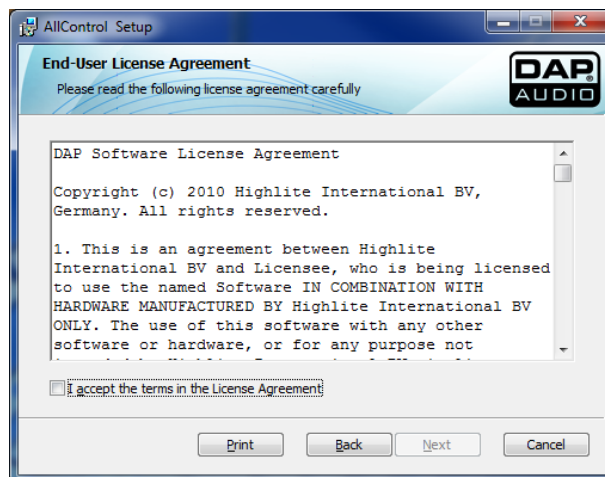 AllControl Setup
End-User License Agreement
Please read the following license agreement carefully
DAP
AUDIO
DAP Software License Agreement
Copyright (c) 2010 Highlite International BV,
Germany. All rights reserved.
1. This is an agreement between Highlite
International BV and Licensee, who is being licensed
to use the named Software IN COMBINATION WITH
HARDWARE MANUFACTURED BY Highlite International BV
ONLY. The use of this software with any other
software or hardware, or for any purpose not
I accept the terms in the License Agreement
Print Back Next Cancel